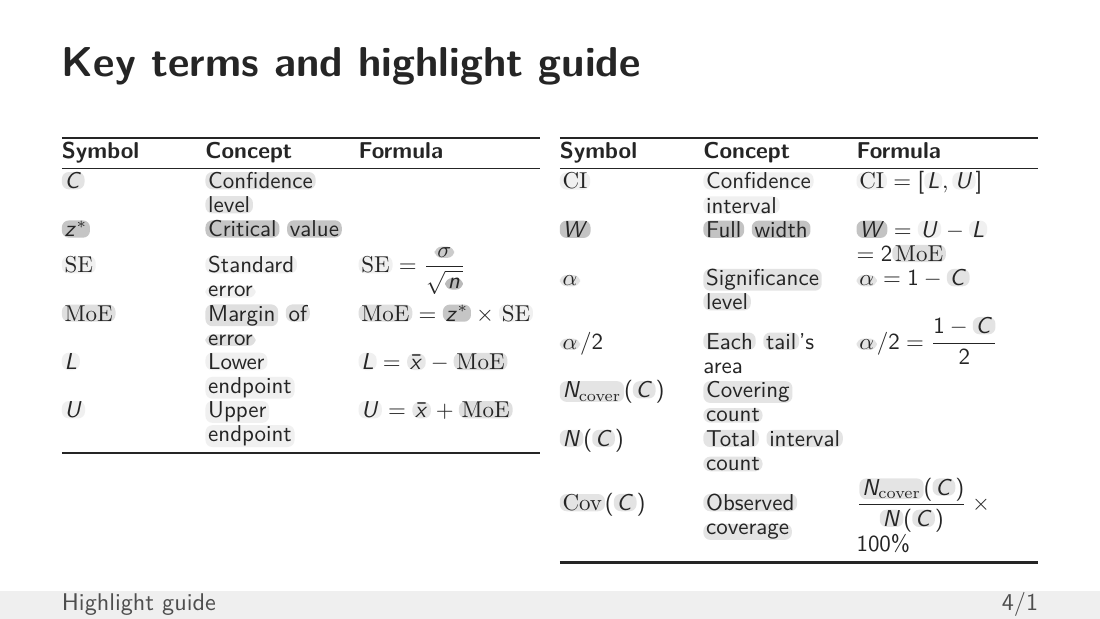 Key terms and highlight guide
Symbol Concept Formula
C Confidence
level
z* Critical value
SE Standard error SE = σ/√n
MoE Margin of error MoE = z* × SE
L Lower endpoint L = x̄ − MoE
U Upper endpoint U = x̄ + MoE
Symbol Concept Formula
CI Confidence interval CI = [L, U]
W Full width W = U − L
= 2MoE
α Significance level α = 1 − C
α/2 Each tail's area α/2 = (1 − C)/2
N_cover(C) Covering count
N(C) Total interval count
Cov(C) Observed coverage N_cover(C)/N(C) ×
100%
Highlight guide 4/1